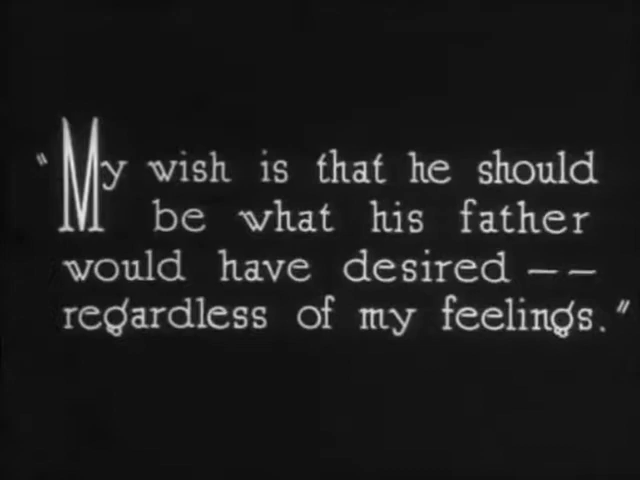 "My wish is that he should
be what his father
would have desired — —
regardless of my feelings."